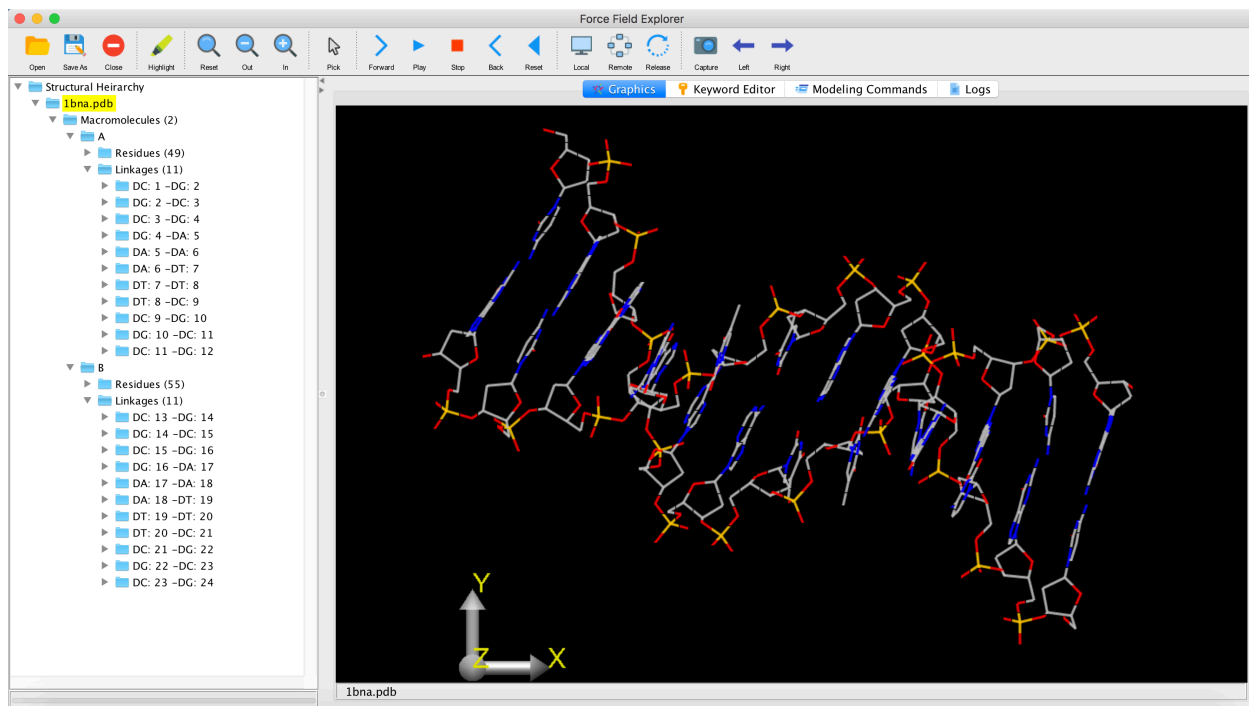 Force Field Explorer
Open Save As Close Highlight Reset Out In Pick Forward Play Stop Back Reset Local Remote Release Capture Left Right
Graphics Keyword Editor Modeling Commands Logs
Structural Heirarchy
1bna.pdb
Macromolecules (2)
A
Residues (49)
Linkages (11)
DC: 1 -DG: 2
DG: 2 -DC: 3
DC: 3 -DG: 4
DG: 4 -DA: 5
DA: 5 -DA: 6
DA: 6 -DT: 7
DT: 7 -DT: 8
DT: 8 -DC: 9
DC: 9 -DG: 10
DG: 10 -DC: 11
DC: 11 -DG: 12
B
Residues (55)
Linkages (11)
DC: 13 -DG: 14
DG: 14 -DC: 15
DC: 15 -DG: 16
DG: 16 -DA: 17
DA: 17 -DA: 18
DA: 18 -DT: 19
DT: 19 -DT: 20
DT: 20 -DC: 21
DC: 21 -DG: 22
DG: 22 -DC: 23
DC: 23 -DG: 24
Y
Z X
1bna.pdb